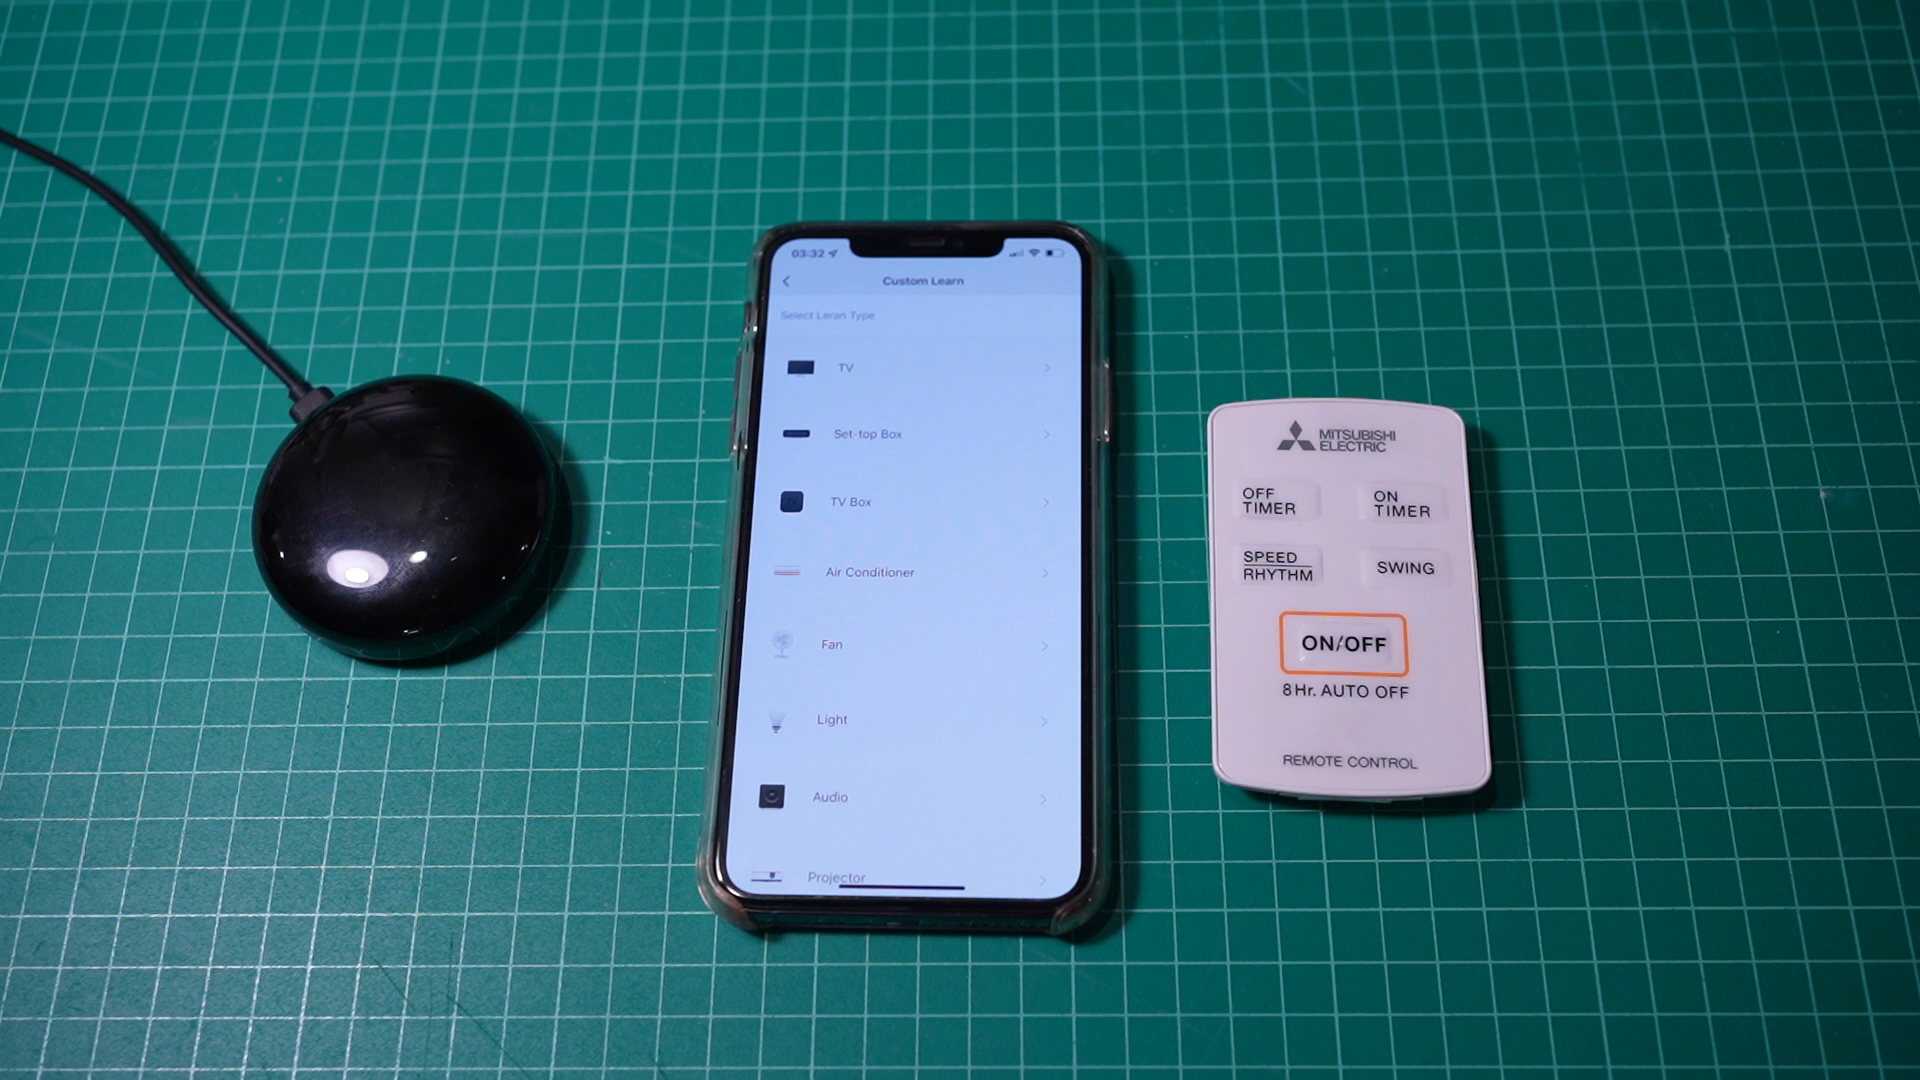 03:32
Custom Learn
Select Leran Type
TV
Set-top Box
TV Box
Air Conditioner
Fan
Light
Audio
Projector
MITSUBISHI
ELECTRIC
OFF
TIMER
ON
TIMER
SPEED
RHYTHM
SWING
ON/OFF
8Hr. AUTO OFF
REMOTE CONTROL